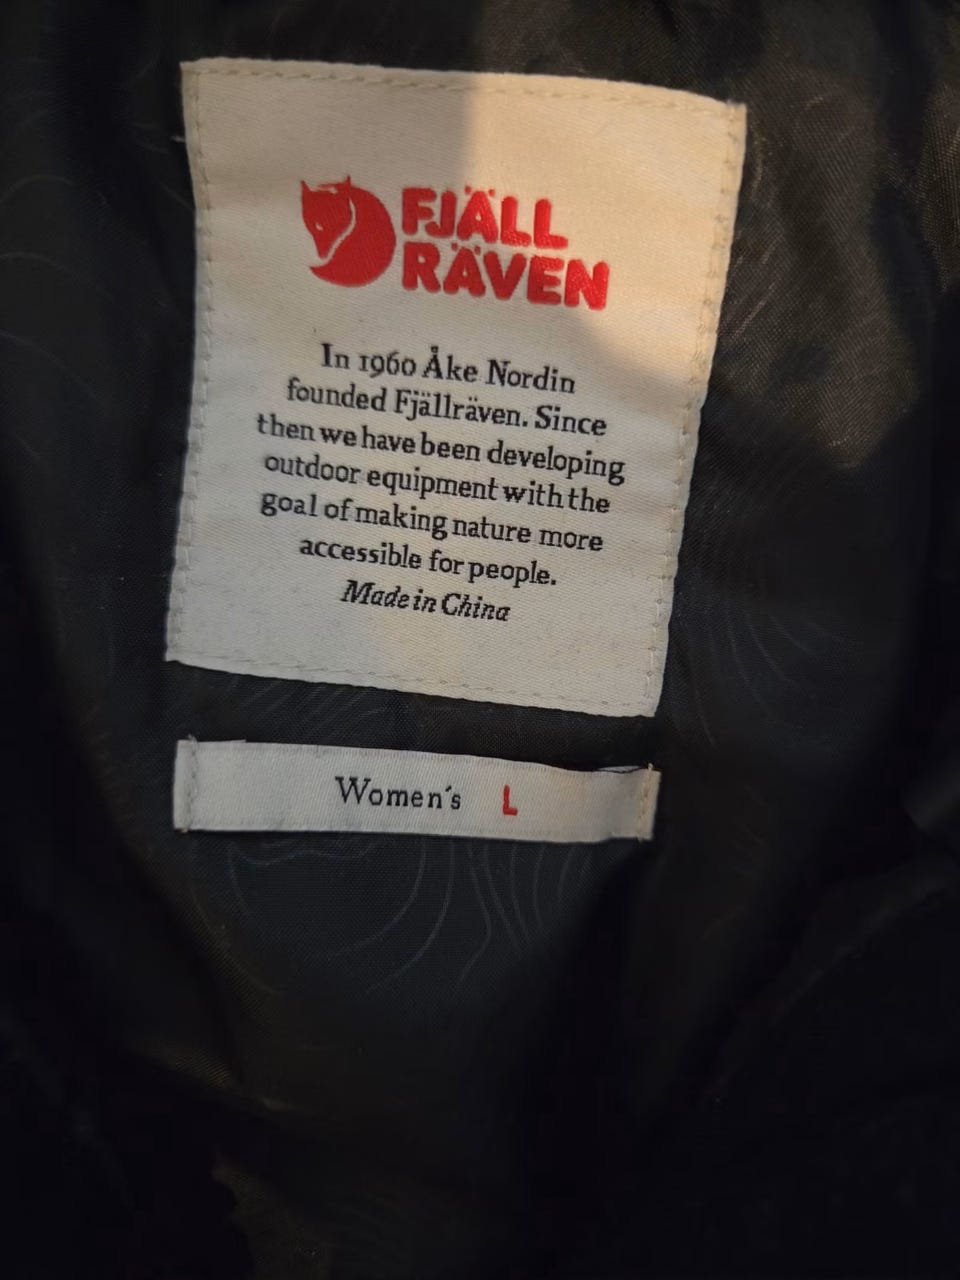 FJÄLL
RÄVEN
In 1960 Åke Nordin
founded Fjällräven. Since
then we have been developing
outdoor equipment with the
goal of making nature more
accessible for people.
Made in China
Women's L